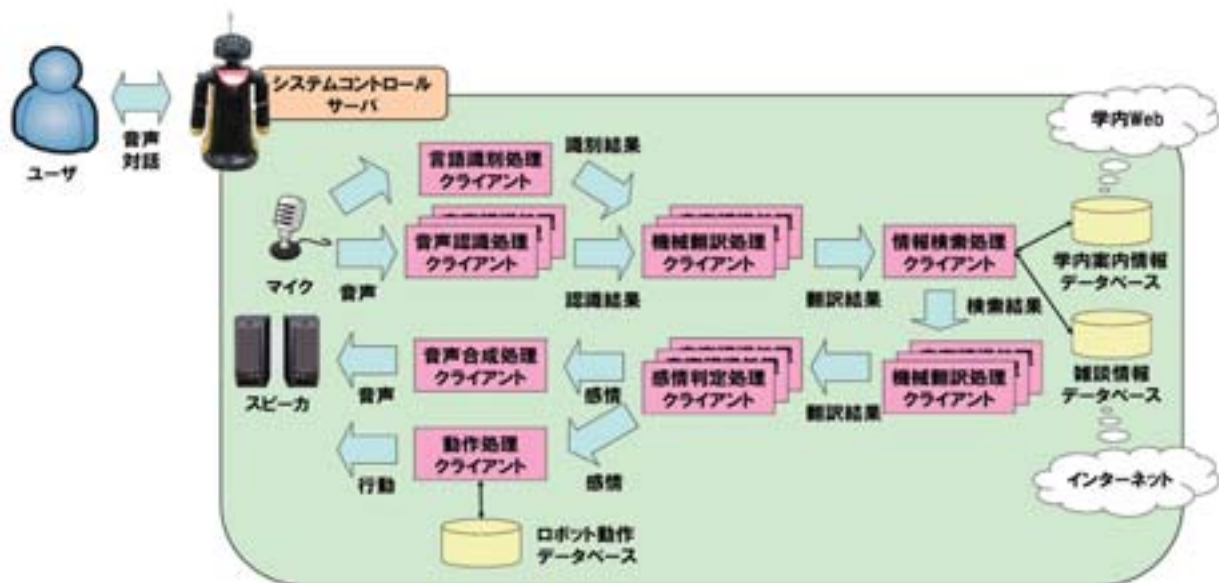 システムコントロール
サーバ
ユーザ
音声
対話
学内Web
言語識別処理
クライアント
識別結果
マイク
音声
音声認識処理
クライアント
認識結果
機械翻訳処理
クライアント
翻訳結果
情報検索処理
クライアント
学内案内情報
データベース
検索結果
雑談情報
データベース
インターネット
機械翻訳処理
クライアント
翻訳結果
感情判定処理
クライアント
感情
音声合成処理
クライアント
音声
スピーカ
感情
動作処理
クライアント
行動
ロボット動作
データベース